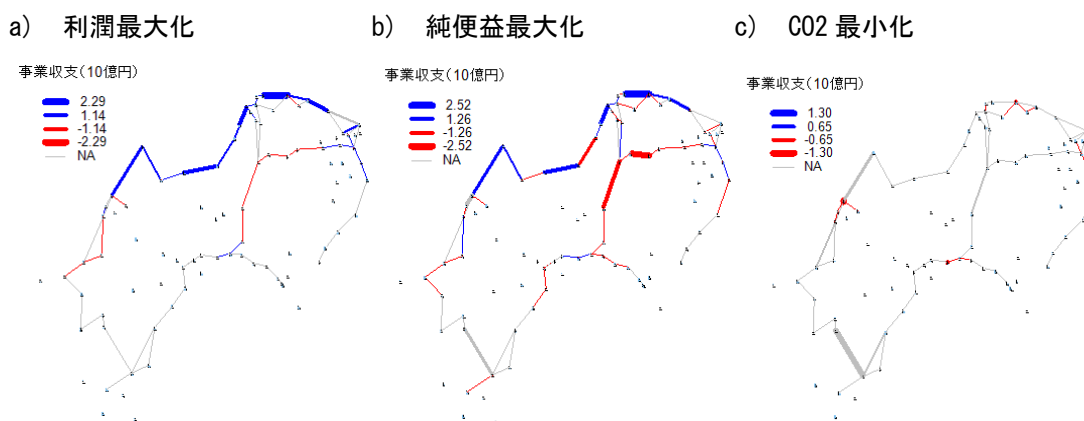 a) 利潤最大化
事業収支(10億円)
2.29
1.14
-1.14
-2.29
NA
b) 純便益最大化
事業収支(10億円)
2.52
1.26
-1.26
-2.52
NA
c) CO2 最小化
事業収支(10億円)
1.30
0.65
-0.65
-1.30
NA